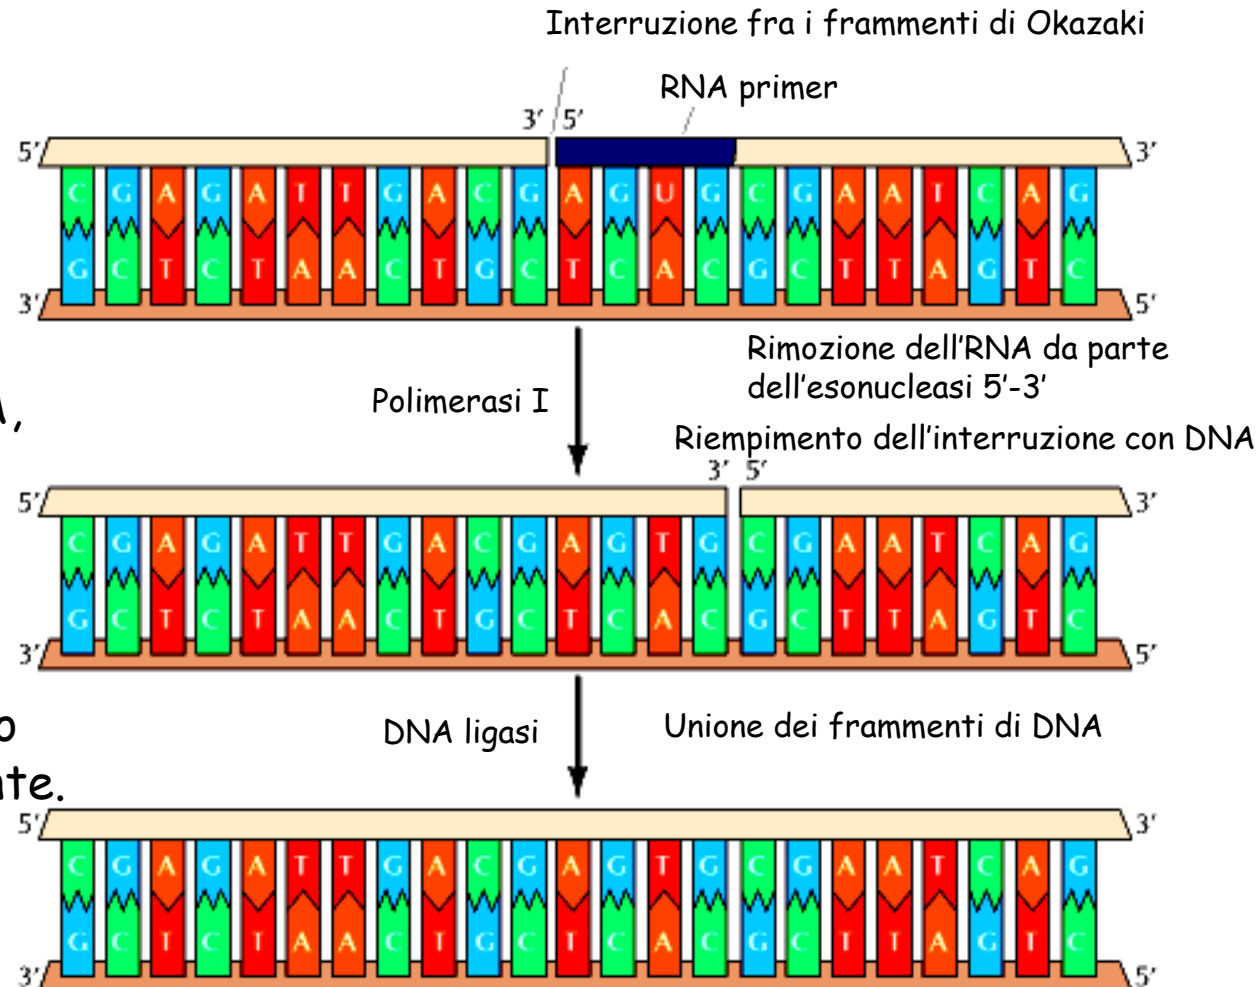 Interruzione fra i frammenti di Okazaki
RNA primer
3' 5'
5' 3'
C G A G A T T G A C G A G U G C G A A T C A G
G C T C T A A C T G C T C A C G C T T A G T C
3' 5'
Rimozione dell'RNA da parte
dell'esonucleasi 5'-3'
Polimerasi I
A,
Riempimento dell'interruzione con DNA
3' 5'
5' 3'
C G A G A T T G A C G A G T G C G A A T C A G
G C T C T A A C T G C T C A C G C T T A G T C
3' 5'
o
DNA ligasi
Unione dei frammenti di DNA
nte.
5' 3'
C G A G A T T G A C G A G T G C G A A T C A G
G C T C T A A C T G C T C A C G C T T A G T C
3' 5'